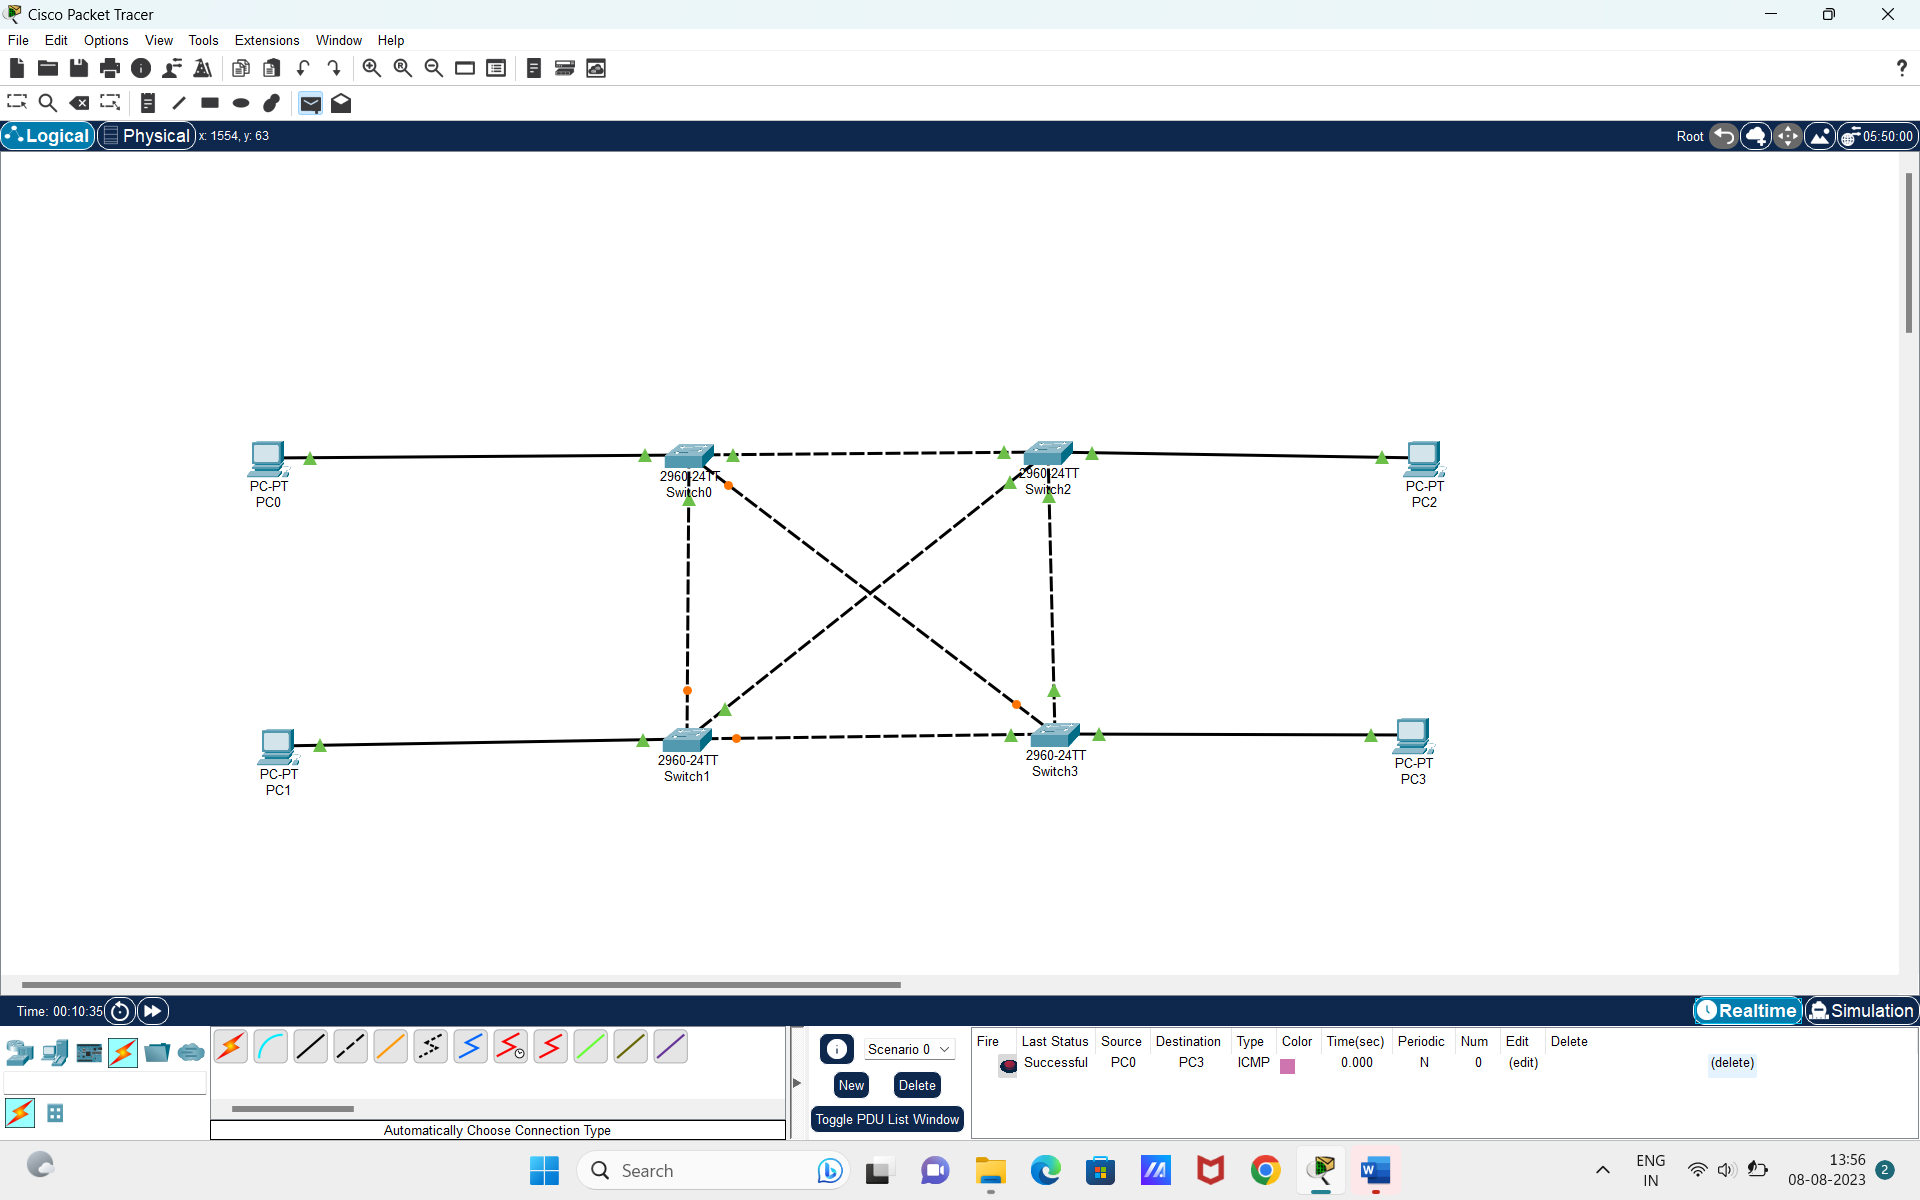 Cisco Packet Tracer
File Edit Options View Tools Extensions Window Help
?
Logical Physical x: 1554, y: 63 Root 05:50:00
PC-PT
PC0
2960-24TT
Switch0
2960-24TT
Switch2
PC-PT
PC2
PC-PT
PC1
2960-24TT
Switch1
2960-24TT
Switch3
PC-PT
PC3
Time: 00:10:35 Realtime Simulation
Scenario 0
New Delete
Toggle PDU List Window
Fire Last Status Source Destination Type Color Time(sec) Periodic Num Edit Delete
Successful PC0 PC3 ICMP 0.000 N 0 (edit) (delete)
Automatically Choose Connection Type
Search
ENG
IN
13:56
08-08-2023
2